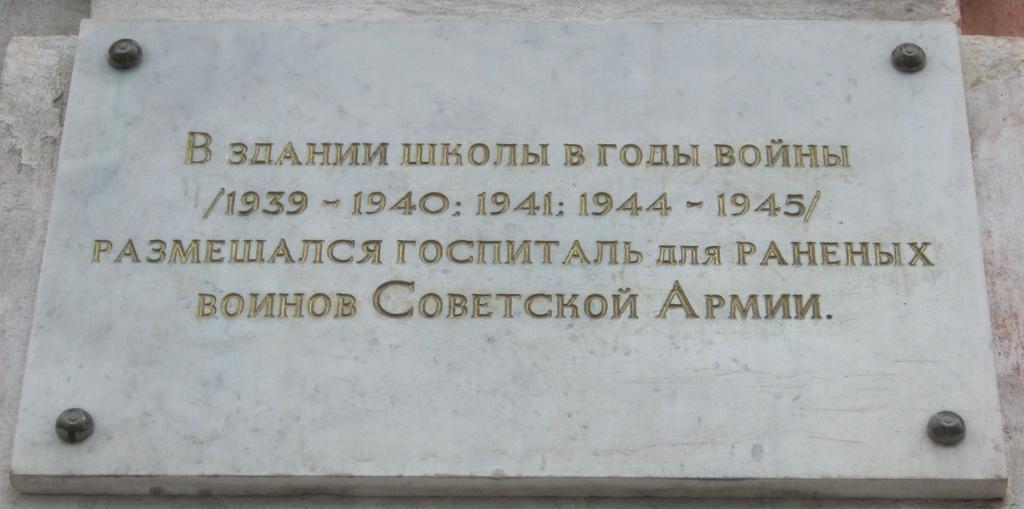 В здании школы в годы войны
/1939 - 1940; 1941; 1944 - 1945/
размещался госпиталь для раненых
воинов Советской Армии.